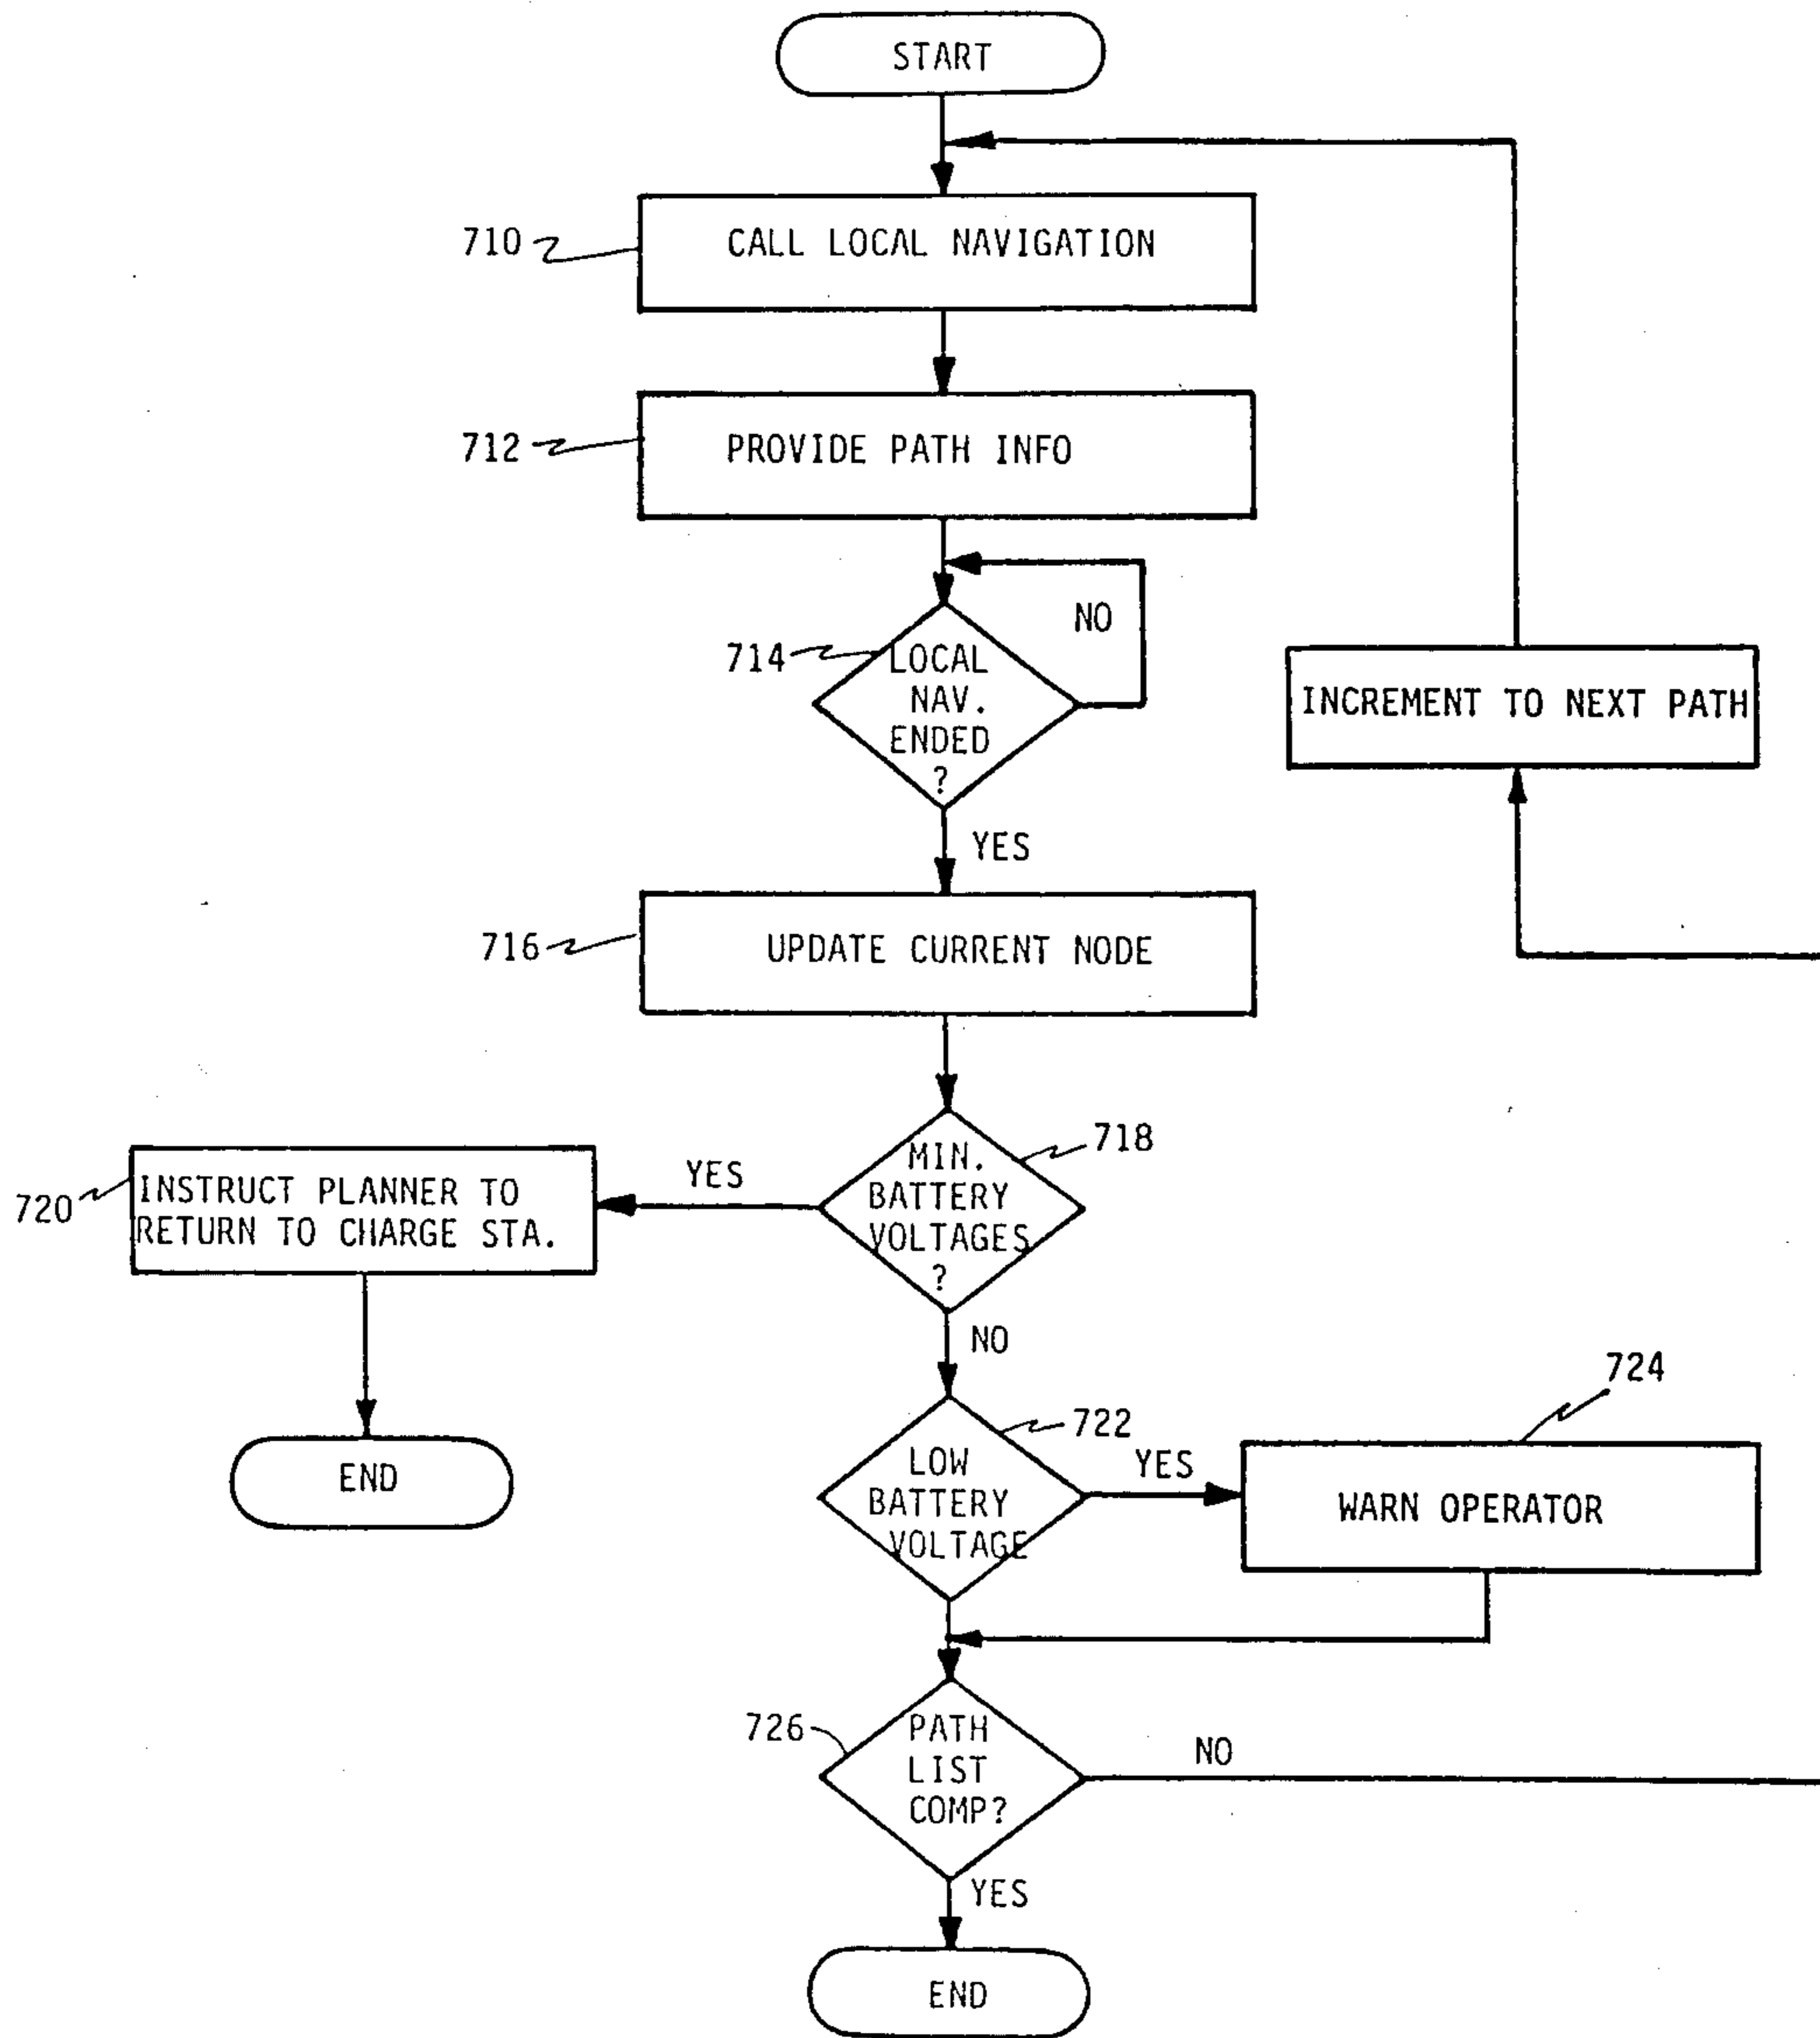 START
710
CALL LOCAL NAVIGATION
712
PROVIDE PATH INFO
NO
714
LOCAL
NAV.
ENDED
?
INCREMENT TO NEXT PATH
YES
716
UPDATE CURRENT NODE
718
MIN.
BATTERY
VOLTAGES
?
YES
720
INSTRUCT PLANNER TO
RETURN TO CHARGE STA.
NO
END
722
LOW
BATTERY
VOLTAGE
YES
724
WARN OPERATOR
726
PATH
LIST
COMP?
NO
YES
END